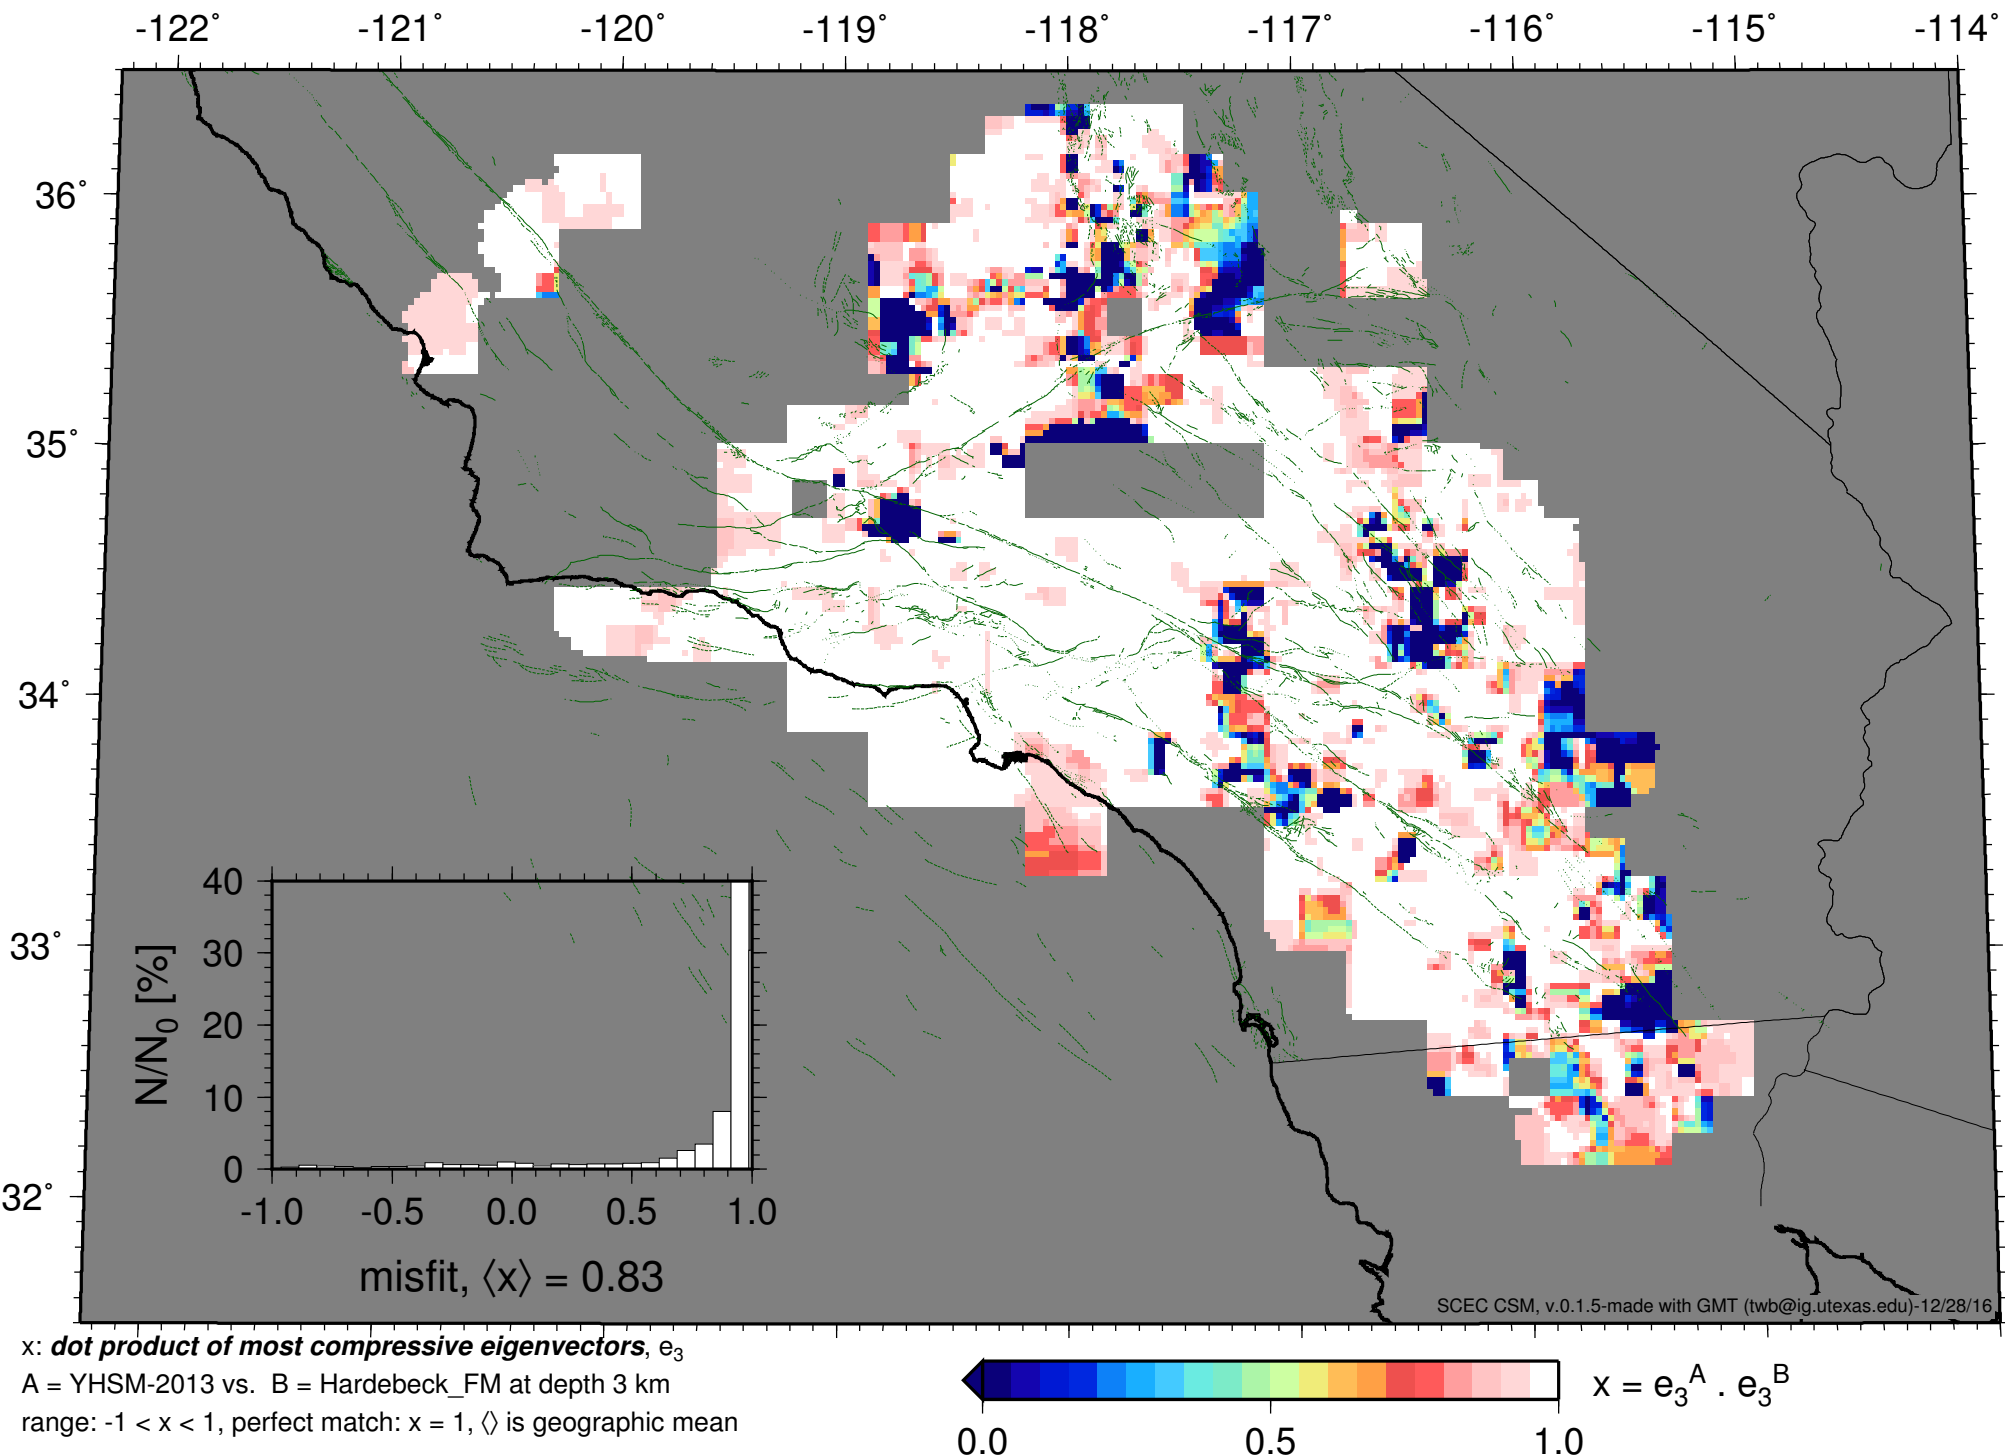 -122˚ -121˚ -120˚ -119˚ -118˚ -117˚ -116˚ -115˚ -114˚
36˚
35˚
34˚
33˚
32˚
40
30
20
10
0
N/N0 [%]
-1.0 -0.5 0.0 0.5 1.0
misfit, ⟨x⟩ = 0.83
SCEC CSM, v.0.1.5-made with GMT (twb@ig.utexas.edu)-12/28/16
x: dot product of most compressive eigenvectors, e3
A = YHSM-2013 vs. B = Hardebeck_FM at depth 3 km
range: -1 < x < 1, perfect match: x = 1, ⟨⟩ is geographic mean
x = e3A . e3B
0.0 0.5 1.0